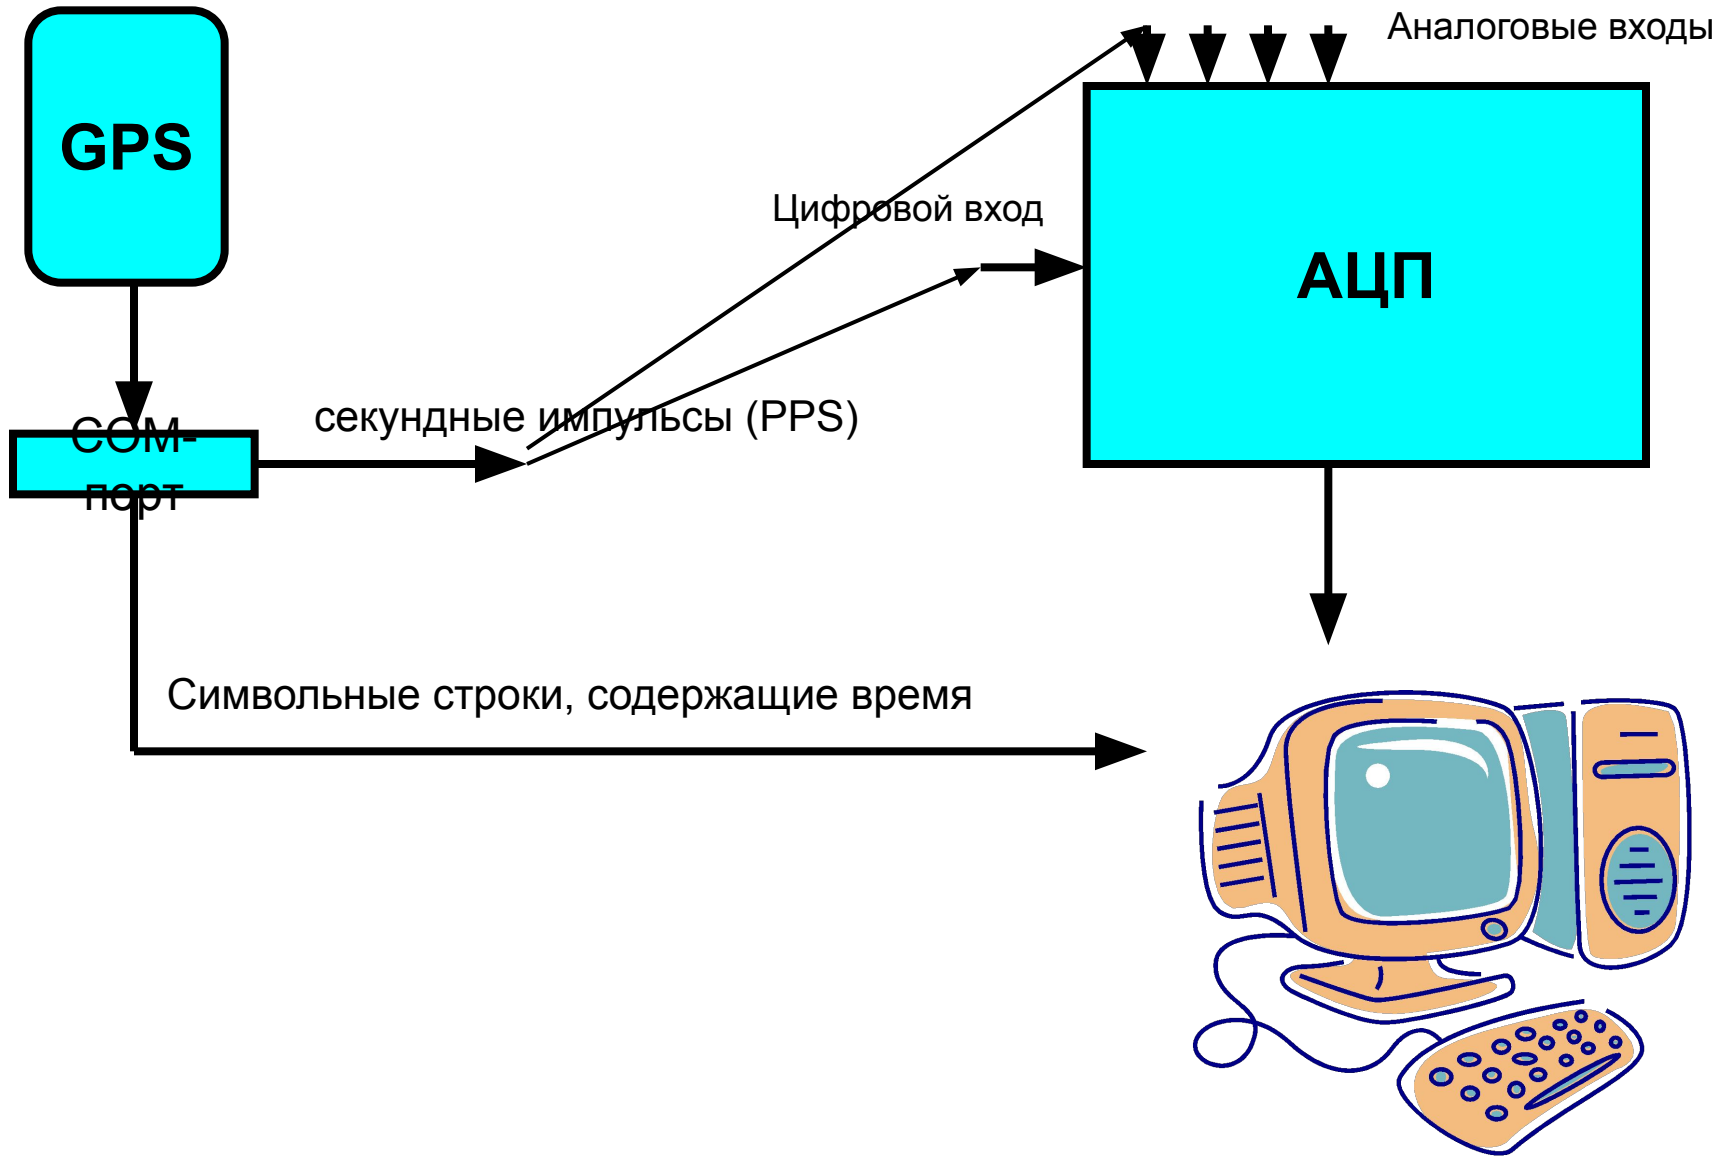 Аналоговые входы
GPS
Цифровой вход
АЦП
секундные импульсы (PPS)
COM-
порт
Символьные строки, содержащие время